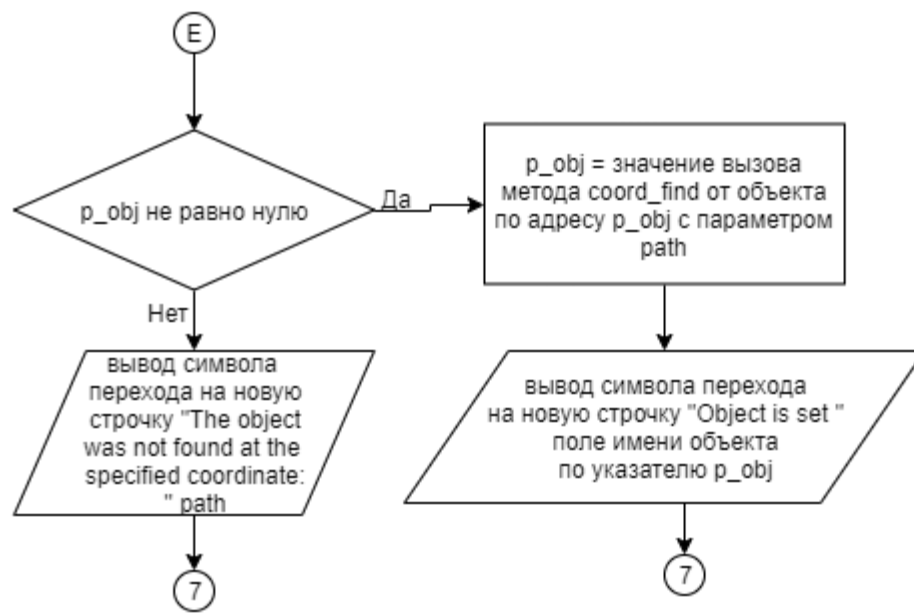 E
p_obj не равно нулю
Да
p_obj = значение вызова
метода coord_find от объекта
по адресу p_obj с параметром
path
Нет
вывод символа
перехода на новую
строчку "The object
was not found at the
specified coordinate:
" path
вывод символа перехода
на новую строчку "Object is set "
поле имени объекта
по указателю p_obj
7
7